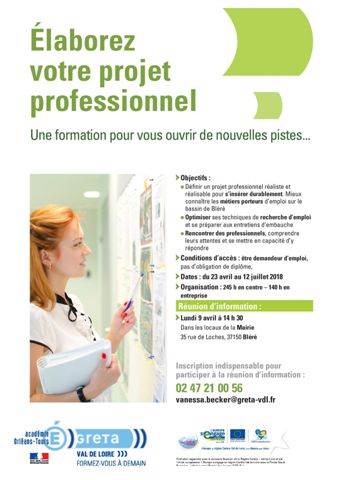 Élaborez
votre projet
professionnel
Une formation pour vous ouvrir de nouvelles pistes...
Objectifs :
Définir un projet professionnel réaliste et
réalisable pour s'insérer durablement. Mieux
connaître les métiers porteurs d'emploi sur le
bassin de Bléré
Optimiser ses techniques de recherche d'emploi
et se préparer aux entretiens d'embauche
Rencontrer des professionnels, comprendre
leurs attentes et se mettre en capacité d'y
répondre
Conditions d'accès : être demandeur d'emploi,
pas d'obligation de diplôme,
Dates : du 23 avril au 12 juillet 2018
Organisation : 245 h en centre – 140 h en
entreprise
Réunion d'information :
Lundi 9 avril à 14 h 30
Dans les locaux de la Mairie
35 rue de Loches, 37150 Bléré
Inscription indispensable pour
participer à la réunion d'information :
02 47 21 00 56
vanessa.becker@greta-vdl.fr
académie
Orléans-Tours
GRETA
VAL DE LOIRE
FORMEZ-VOUS À DEMAIN